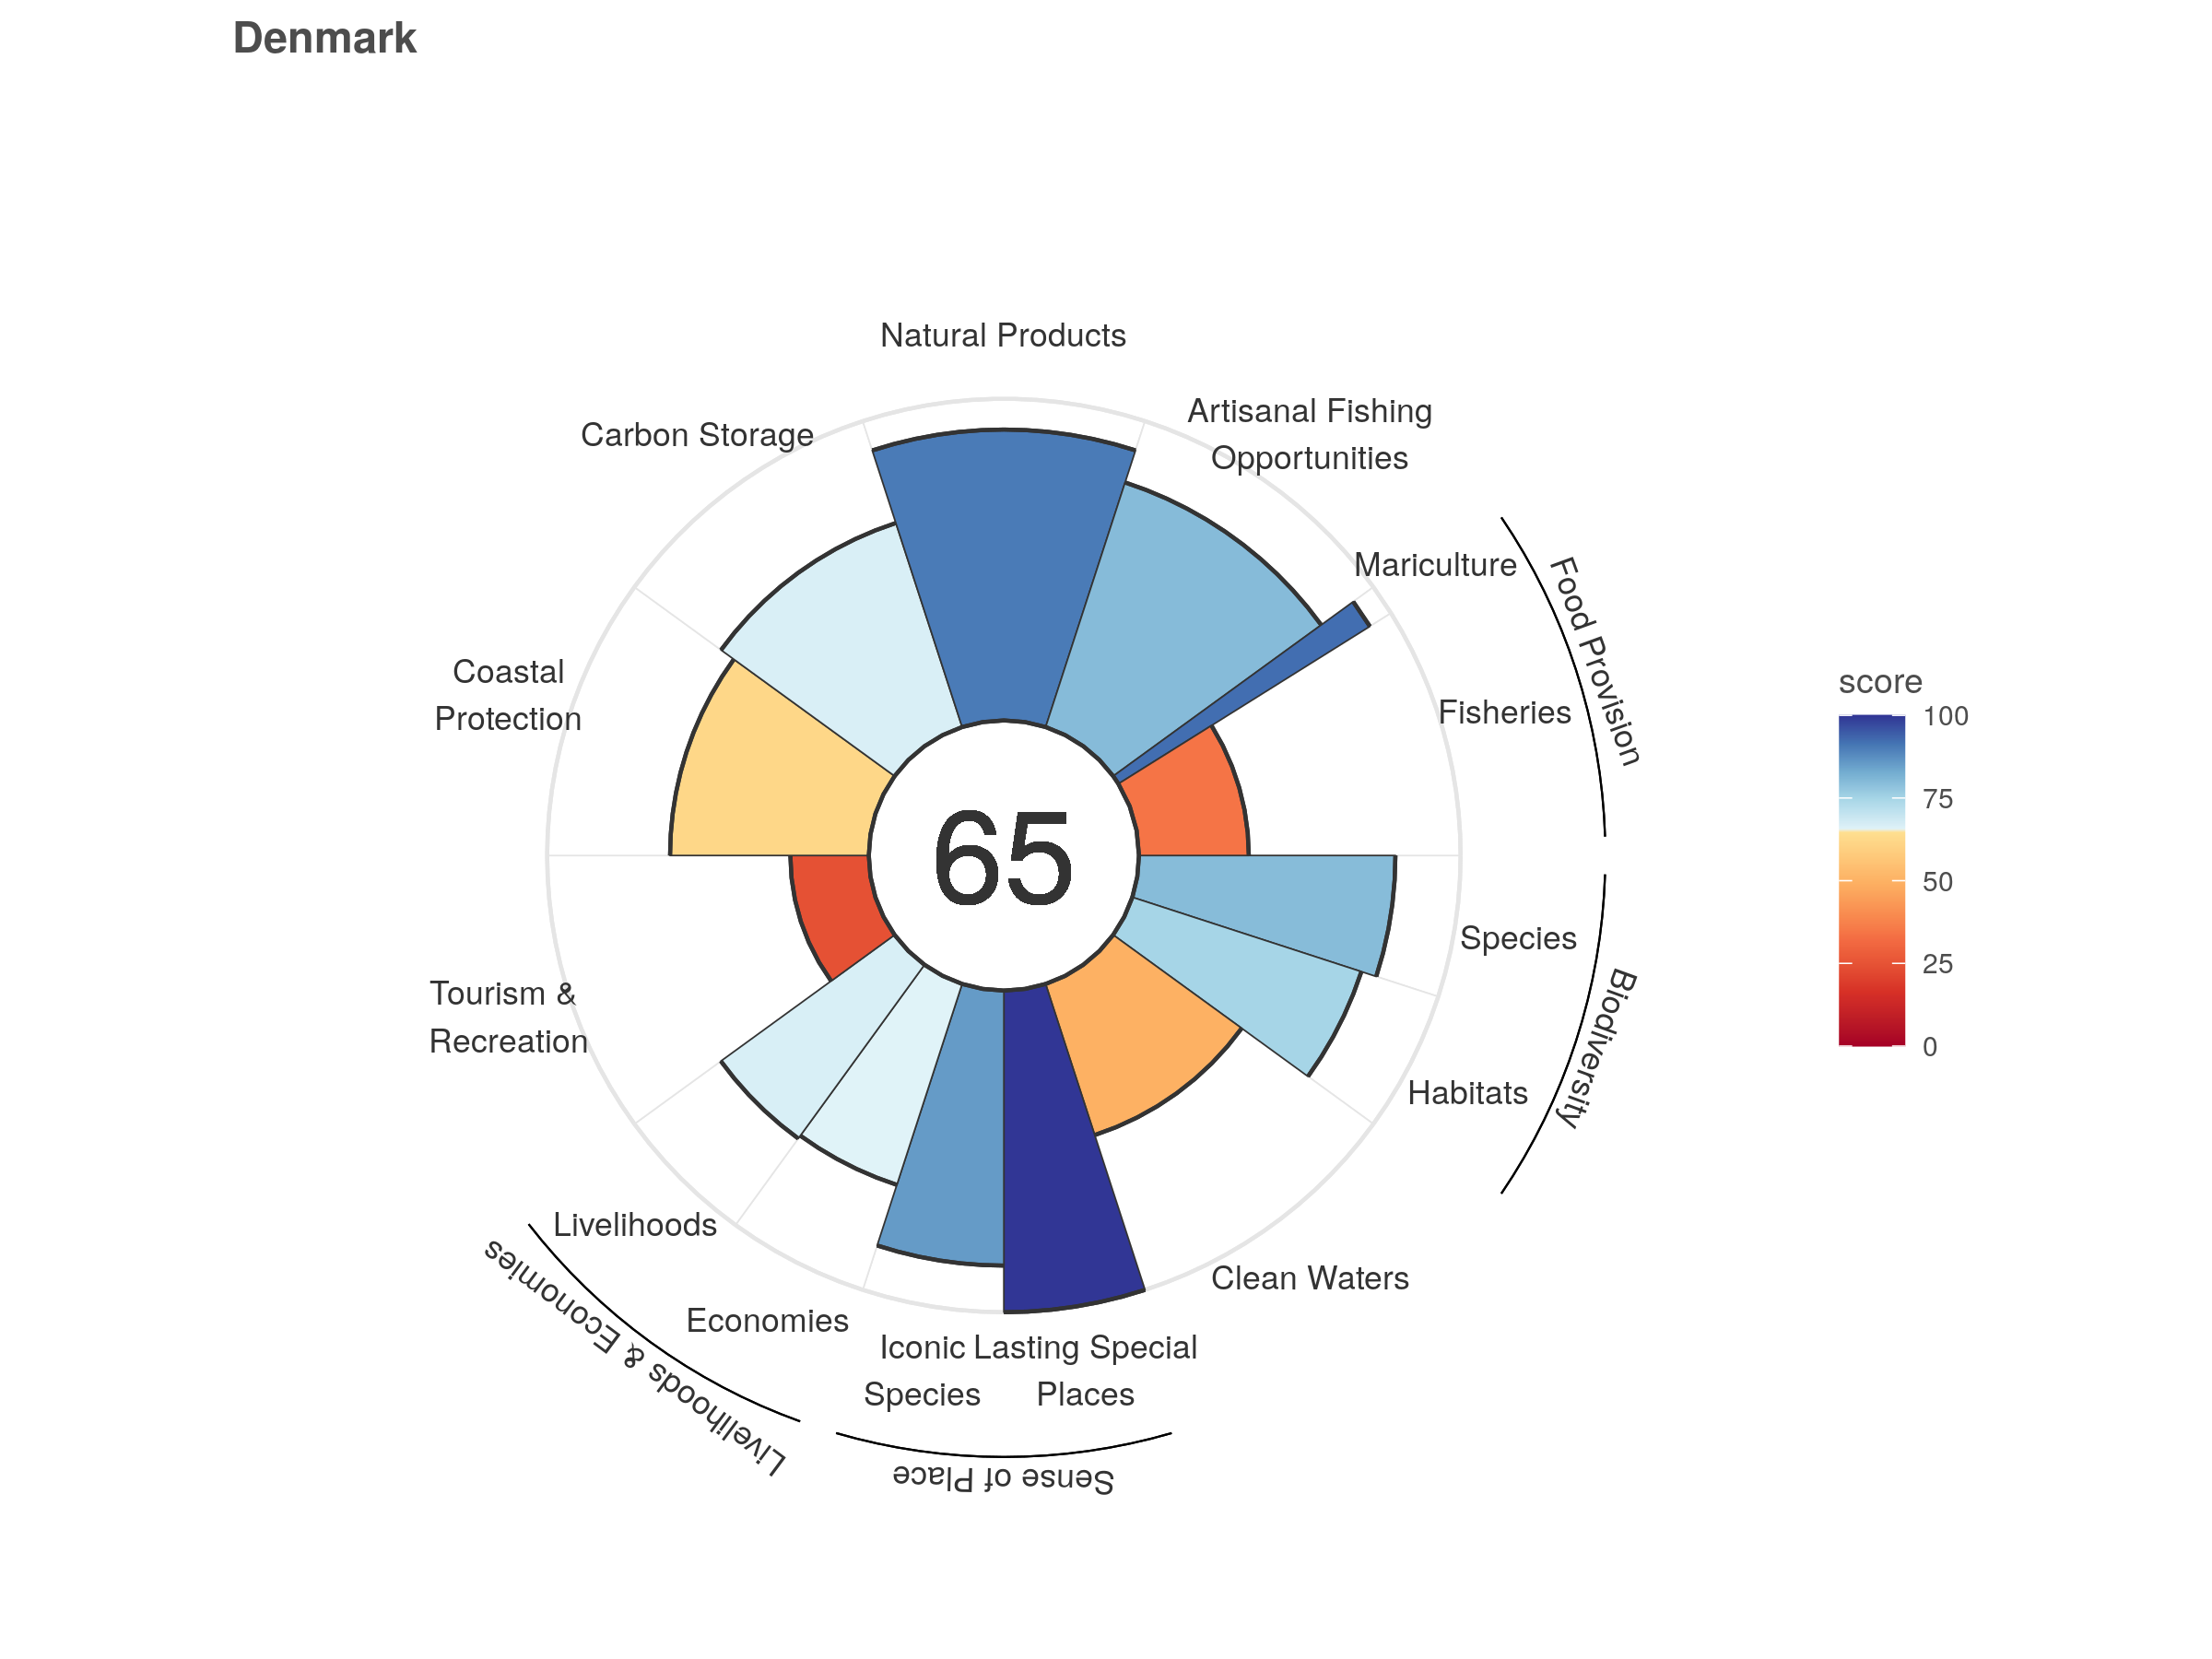 Denmark
Natural Products
Artisanal Fishing
Opportunities
Carbon Storage
Mariculture
Food Provision
Coastal
Protection
Fisheries
score
100
75
50
25
0
65
Species
Biodiversity
Habitats
Tourism &
Recreation
Livelihoods
Livelihoods & Economies
Economies
Clean Waters
Iconic
Species
Lasting Special
Places
Sense of Place